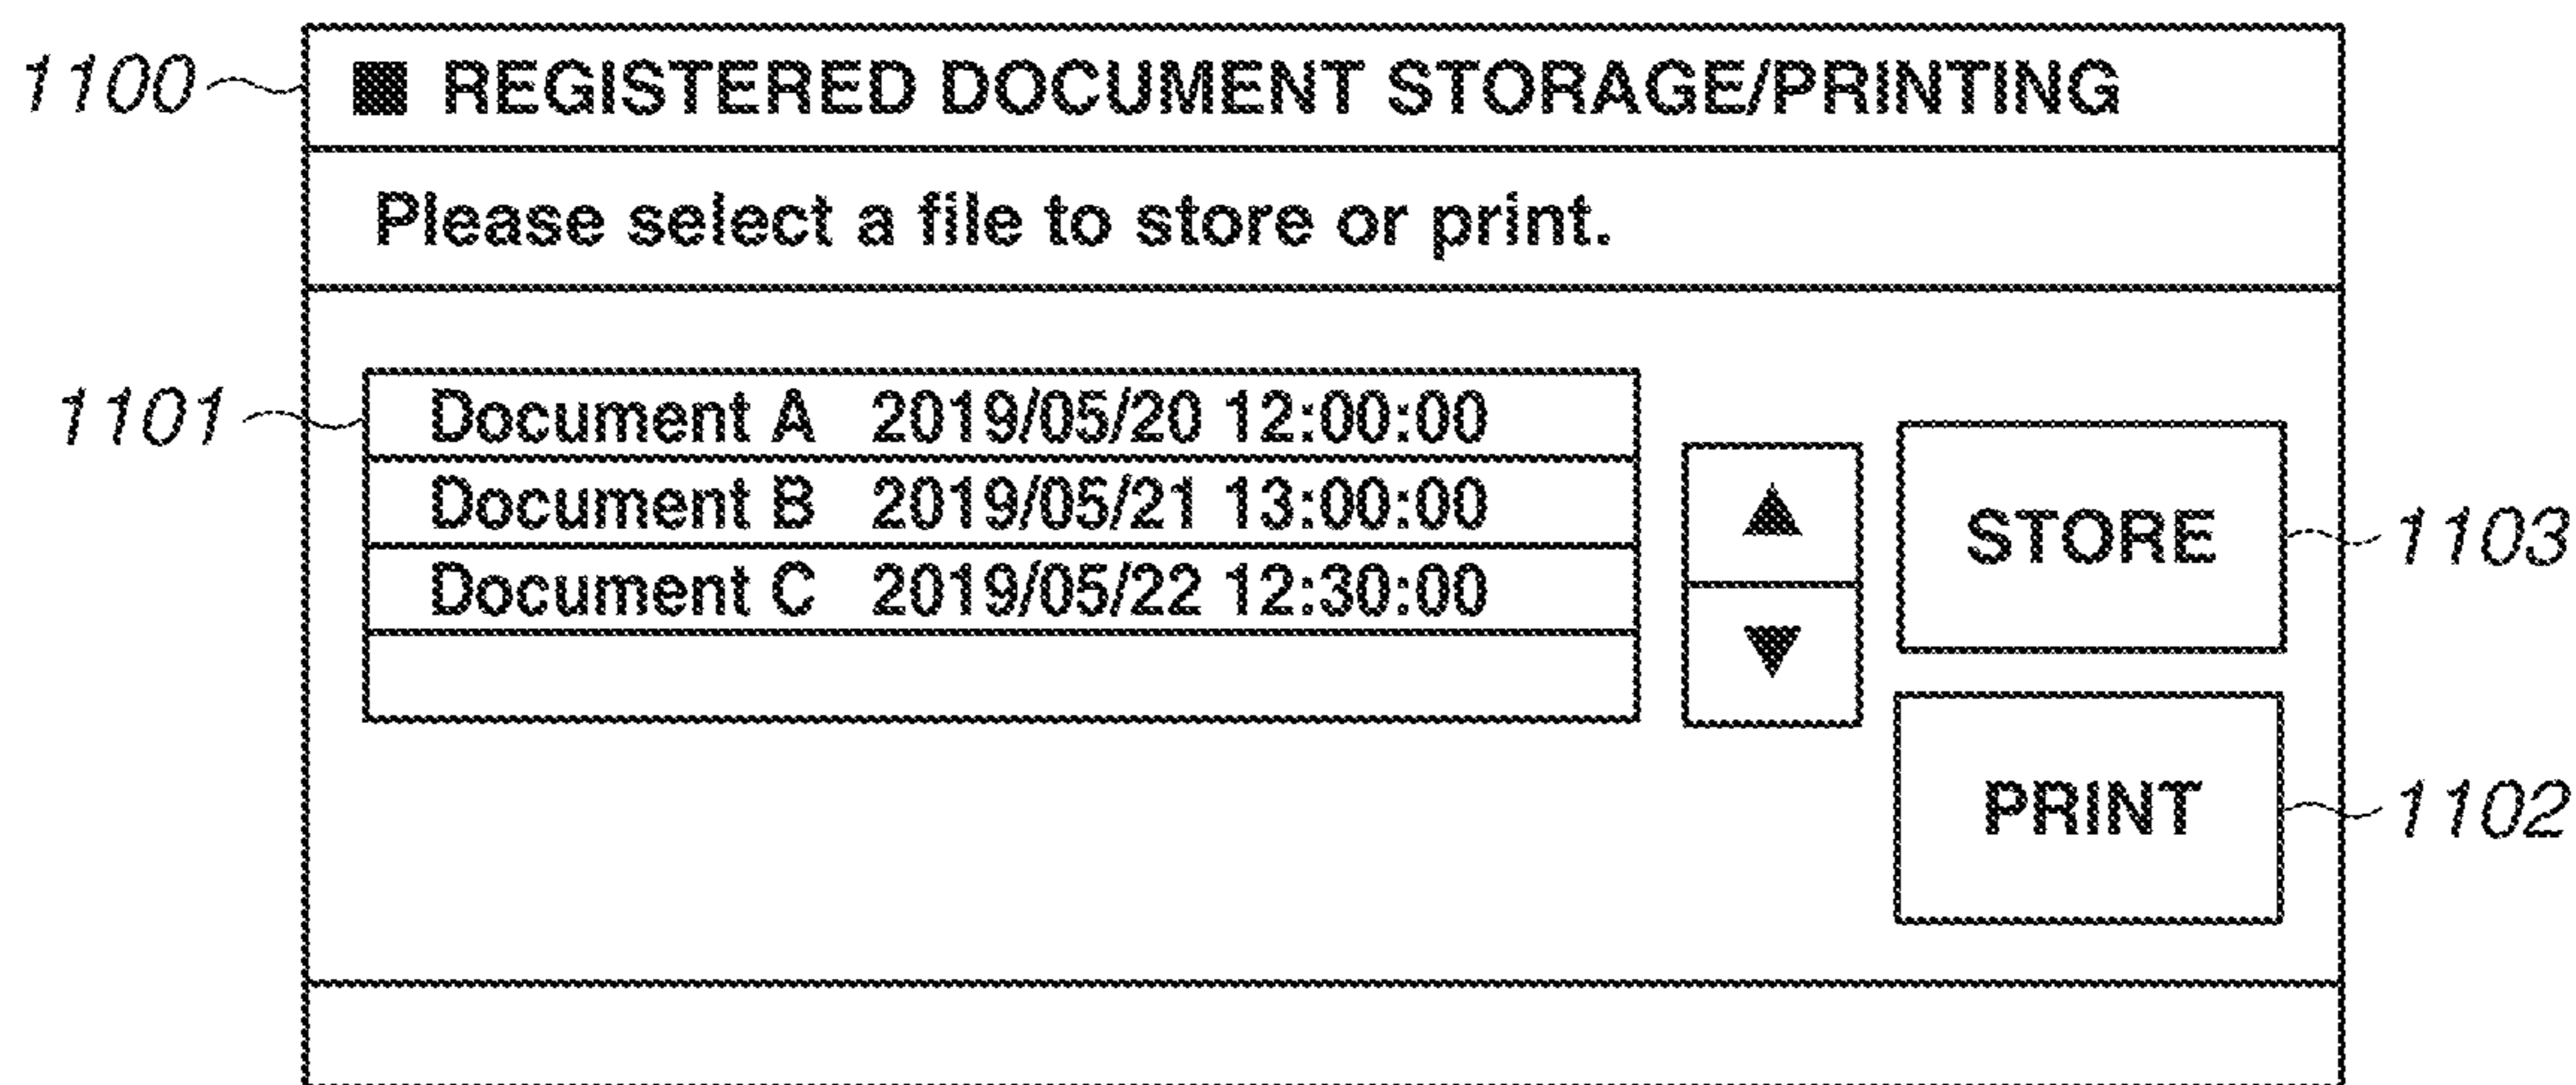 1100
■ REGISTERED DOCUMENT STORAGE/PRINTING
Please select a file to store or print.
1101
Document A 2019/05/20 12:00:00
Document B 2019/05/21 13:00:00
Document C 2019/05/22 12:30:00
▲
▼
STORE
1103
PRINT
1102